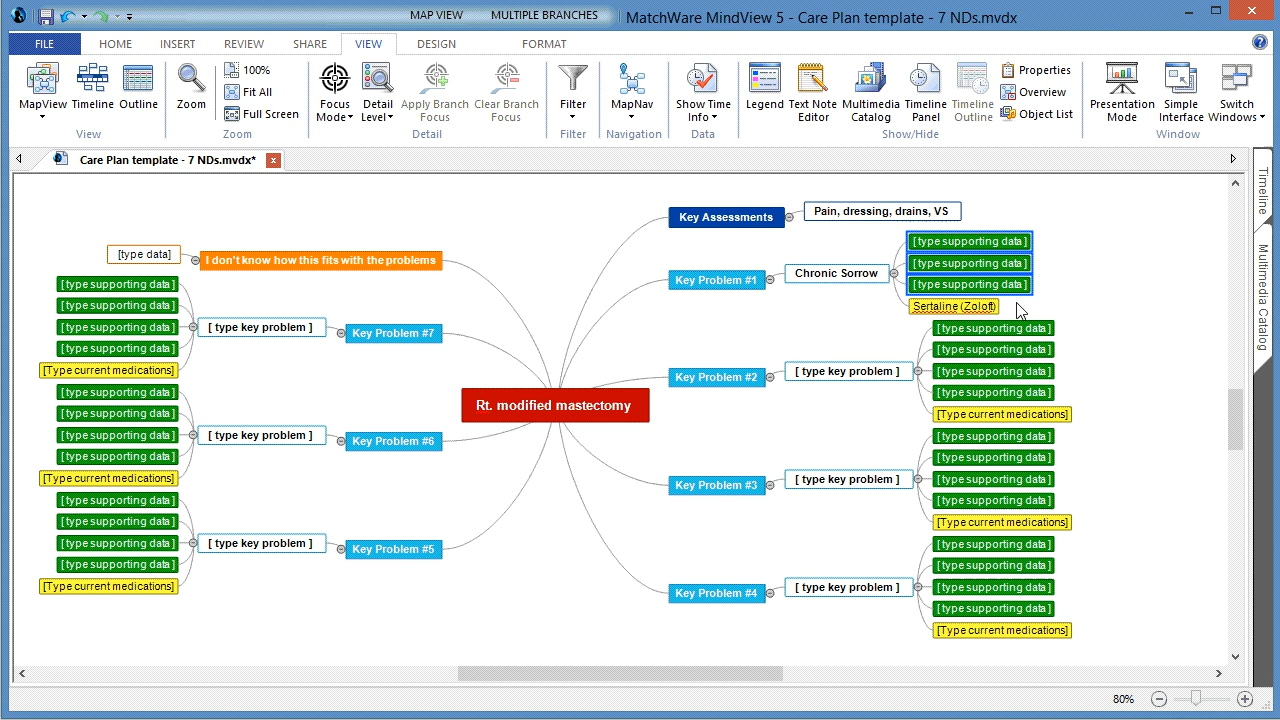 MAP VIEW MULTIPLE BRANCHES MatchWare MindView 5 - Care Plan template - 7 NDs.mvdx
FILE HOME INSERT REVIEW SHARE VIEW DESIGN FORMAT
MapView Timeline Outline
View
Zoom
100%
Fit All
Full Screen
Zoom
Focus Mode
Detail Level
Apply Branch Focus
Clear Branch Focus
Detail
Filter
Filter
MapNav
Navigation
Show Time Info
Data
Legend
Text Note Editor
Multimedia Catalog
Timeline Panel
Timeline Outline
Properties
Overview
Object List
Show/Hide
Presentation Mode
Simple Interface
Switch Windows
Window
Care Plan template - 7 NDs.mvdx*
Timeline
Multimedia Catalog
Rt. modified mastectomy
Key Assessments
Pain, dressing, drains, VS
Key Problem #1
Chronic Sorrow
[type supporting data]
[type supporting data]
[type supporting data]
Sertaline (Zoloft)
Key Problem #2
[ type key problem ]
[type supporting data]
[type supporting data]
[type supporting data]
[type supporting data]
[Type current medications]
Key Problem #3
[ type key problem ]
[type supporting data]
[type supporting data]
[type supporting data]
[type supporting data]
[Type current medications]
Key Problem #4
[ type key problem ]
[type supporting data]
[type supporting data]
[type supporting data]
[type supporting data]
[Type current medications]
I don't know how this fits with the problems
[type data]
Key Problem #7
[ type key problem ]
[type supporting data]
[type supporting data]
[type supporting data]
[type supporting data]
[Type current medications]
Key Problem #6
[ type key problem ]
[type supporting data]
[type supporting data]
[type supporting data]
[type supporting data]
[Type current medications]
Key Problem #5
[ type key problem ]
[type supporting data]
[type supporting data]
[type supporting data]
[type supporting data]
[Type current medications]
80%